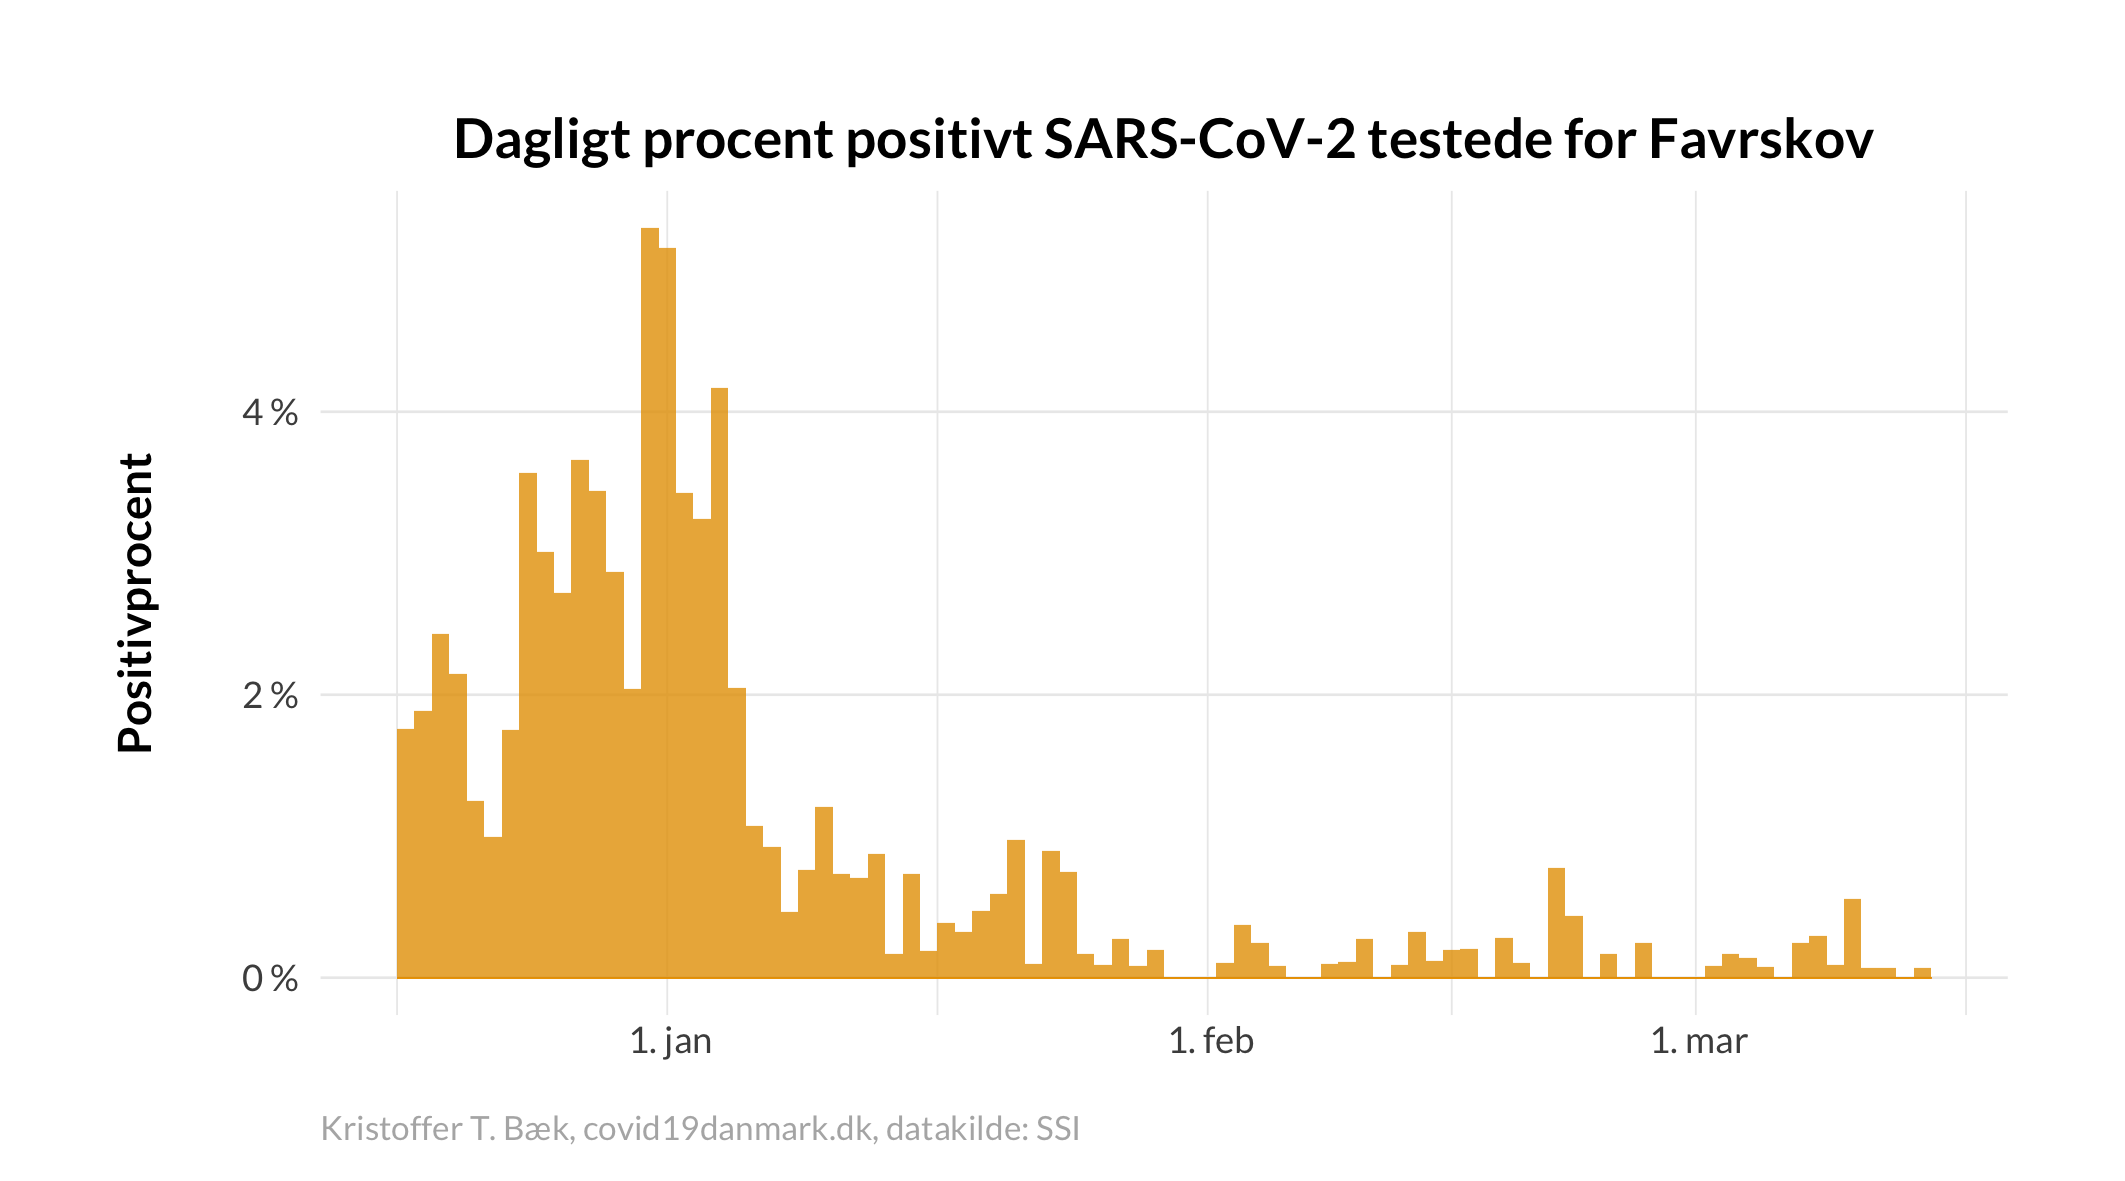 Dagligt procent positivt SARS-CoV-2 testede for Favrskov
Positivprocent
4 %
2 %
0 %
1. jan
1. feb
1. mar
Kristoffer T. Bæk, covid19danmark.dk, datakilde: SSI